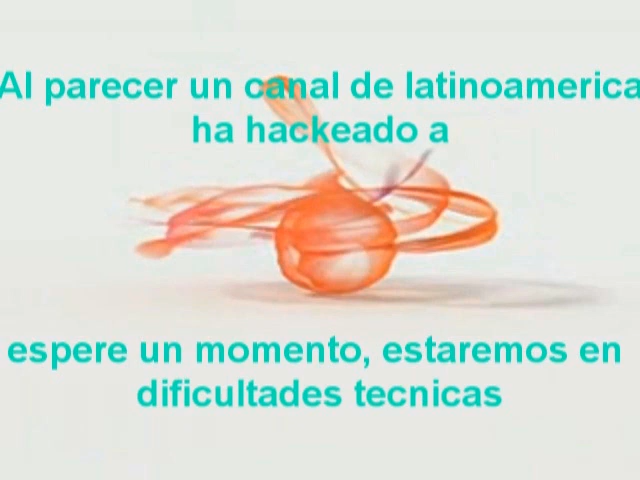 Al parecer un canal de latinoamerica
ha hackeado a
espere un momento, estaremos en
dificultades tecnicas